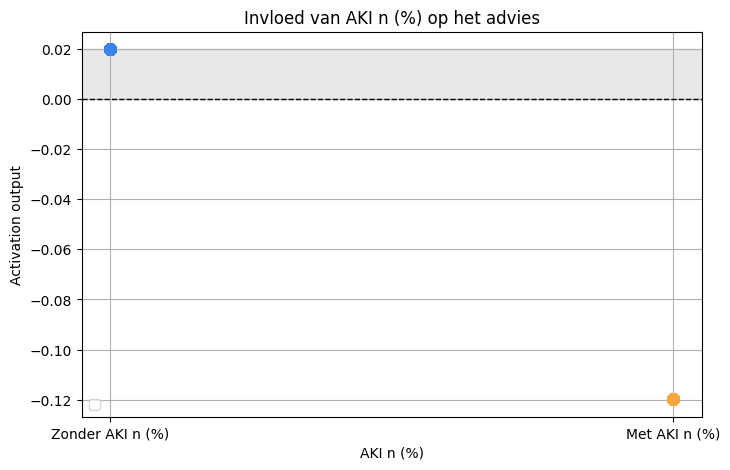 Invloed van AKI n (%) op het advies
Activation output
0.02
0.00
−0.02
−0.04
−0.06
−0.08
−0.10
−0.12
Zonder AKI n (%)
Met AKI n (%)
AKI n (%)